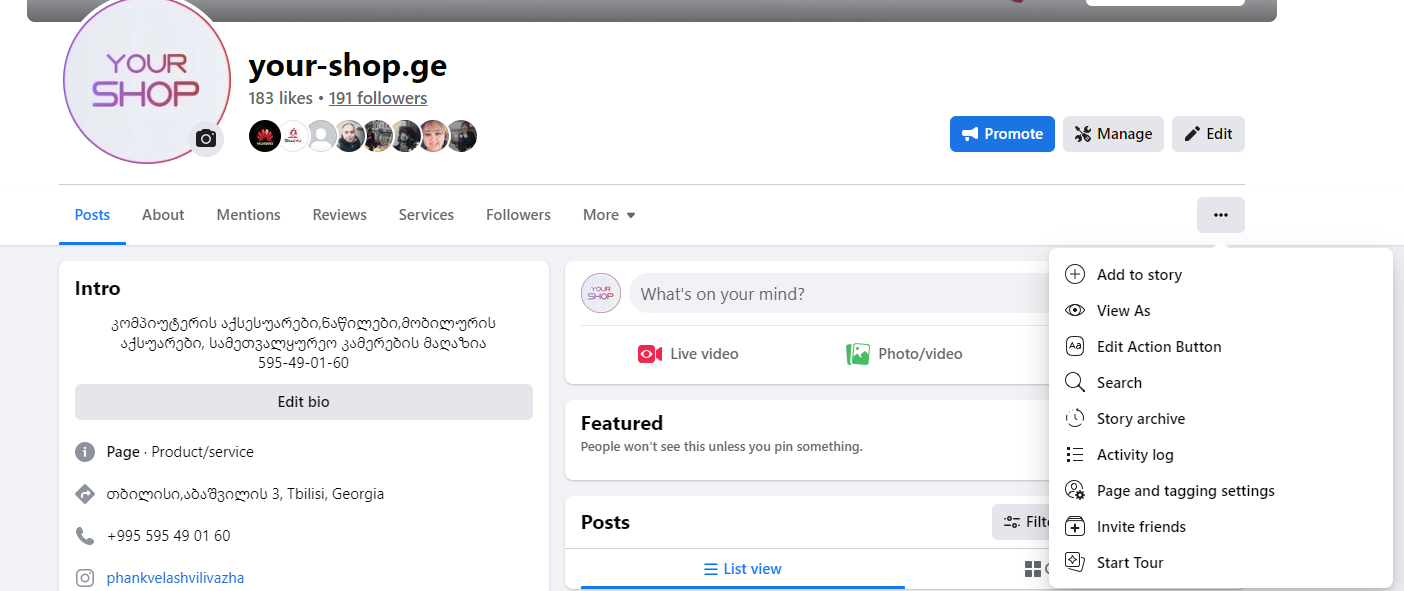 YOUR
SHOP
your-shop.ge
183 likes • 191 followers
Promote
Manage
Edit
Posts
About
Mentions
Reviews
Services
Followers
More
Intro
კომპიუტერის აქსესუარები,ნაწილები,მობილურის
აქსუარები, სამეთვალყურეო კამერების მაღაზია
595-49-01-60
Edit bio
Page · Product/service
თბილისი,აბაშვილის 3, Tbilisi, Georgia
+995 595 49 01 60
phankvelashvilivazha
YOUR
SHOP
What's on your mind?
Live video
Photo/video
Featured
People won't see this unless you pin something.
Posts
List view
Add to story
View As
Aa
Edit Action Button
Search
Story archive
Activity log
Page and tagging settings
Invite friends
Start Tour